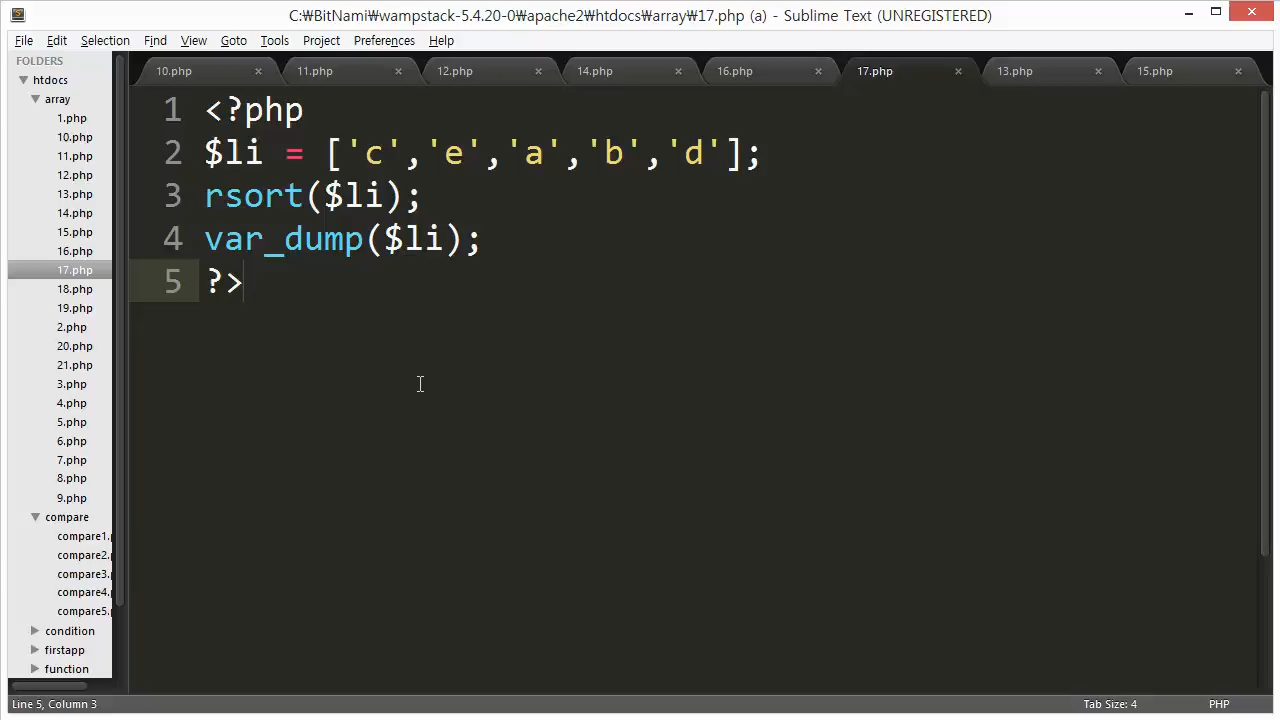 C:₩BitNami₩wampstack-5.4.20-0₩apache2₩htdocs₩array₩17.php (a) - Sublime Text (UNREGISTERED)
File Edit Selection Find View Goto Tools Project Preferences Help
FOLDERS
htdocs
array
1.php
10.php
11.php
12.php
13.php
14.php
15.php
16.php
17.php
18.php
19.php
2.php
20.php
21.php
3.php
4.php
5.php
6.php
7.php
8.php
9.php
compare
compare1.p
compare2.
compare3.
compare4.
compare5.
condition
firstapp
function
10.php × 11.php × 12.php × 14.php × 16.php × 17.php × 13.php × 15.php ×
1 <?php
2 $li = ['c','e','a','b','d'];
3 rsort($li);
4 var_dump($li);
5 ?>
Line 5, Column 3 Tab Size: 4 PHP